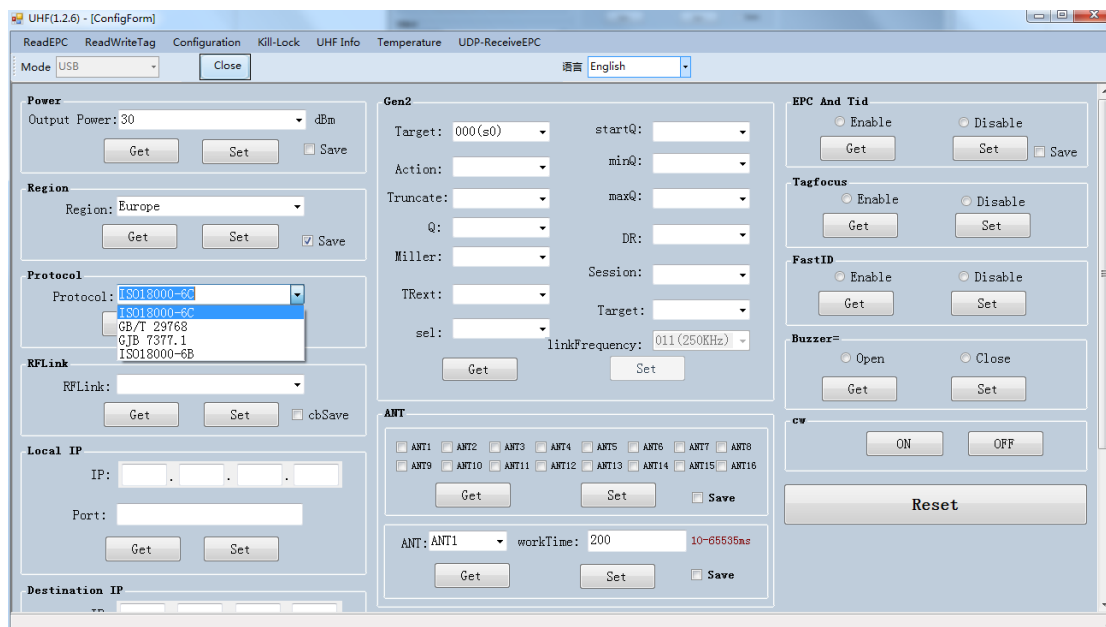 UHF(1.2.6) - [ConfigForm]
ReadEPC ReadWriteTag Configuration Kill-Lock UHF Info Temperature UDP-ReceiveEPC
Mode USB Close 语言 English
Power
Output Power: 30 dBm
Get Set Save
Region
Region: Europe
Get Set Save
Protocol
Protocol: ISO18000-6C
ISO18000-6C
GB/T 29768
GJB 7377.1
ISO18000-6B
RFLink
RFLink:
Get Set cbSave
Local IP
IP: . . .
Port:
Get Set
Destination IP
Gen2
Target: 000(s0) startQ:
Action: minQ:
Truncate: maxQ:
Q: DR:
Miller: Session:
TRext: Target:
sel: linkFrequency: 011(250KHz)
Get Set
ANT
ANT1 ANT2 ANT3 ANT4 ANT5 ANT6 ANT7 ANT8
ANT9 ANT10 ANT11 ANT12 ANT13 ANT14 ANT15 ANT16
Get Set Save
ANT: ANT1 workTime: 200 10-65535ms
Get Set Save
EPC And Tid
Enable Disable
Get Set Save
Tagfocus
Enable Disable
Get Set
FastID
Enable Disable
Get Set
Buzzer=
Open Close
Get Set
cw
ON OFF
Reset